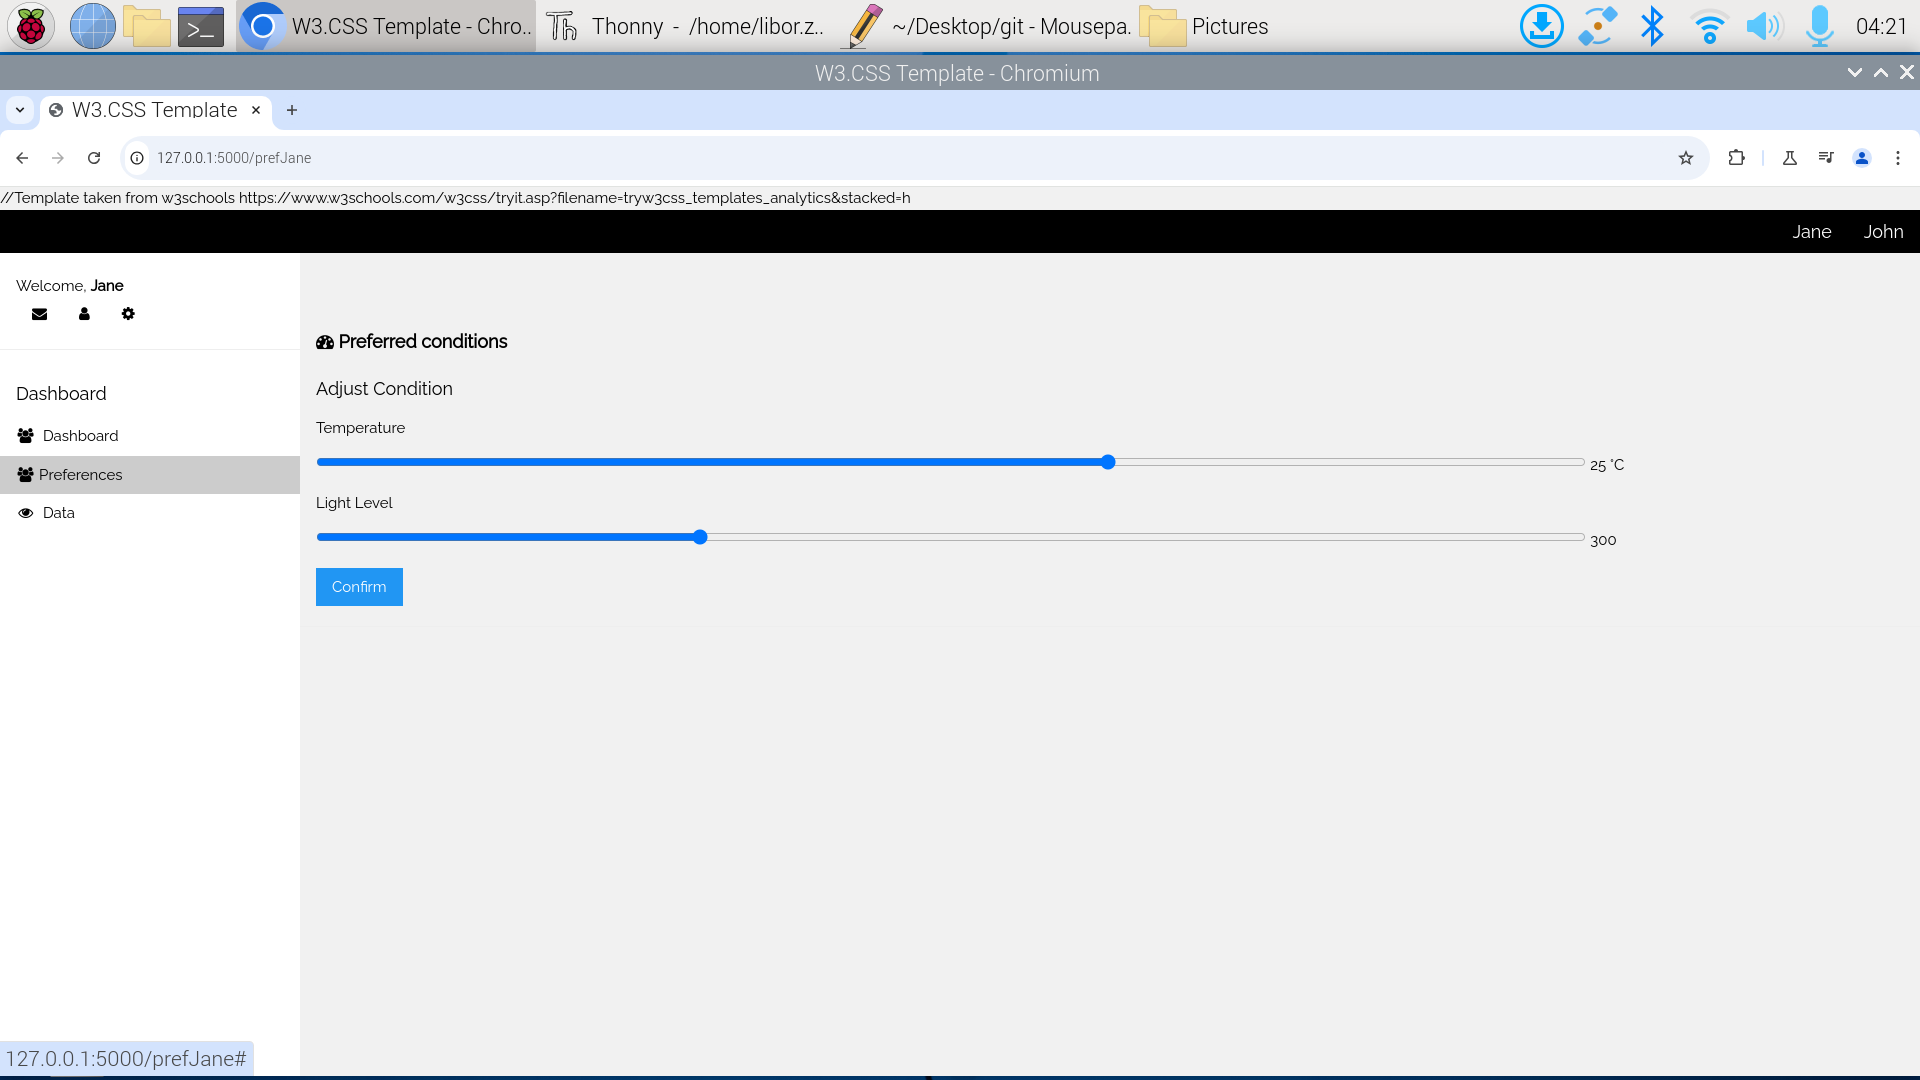 W3.CSS Template - Chro..
Thonny - /home/libor.z..
~/Desktop/git - Mousepa.
Pictures
04:21
W3.CSS Template - Chromium
W3.CSS Template
127.0.0.1:5000/prefJane
//Template taken from w3schools https://www.w3schools.com/w3css/tryit.asp?filename=tryw3css_templates_analytics&stacked=h
Jane John
Welcome, Jane
Preferred conditions
Adjust Condition
Dashboard
Temperature
Dashboard
25 °C
Preferences
Light Level
Data
300
Confirm
127.0.0.1:5000/prefJane#